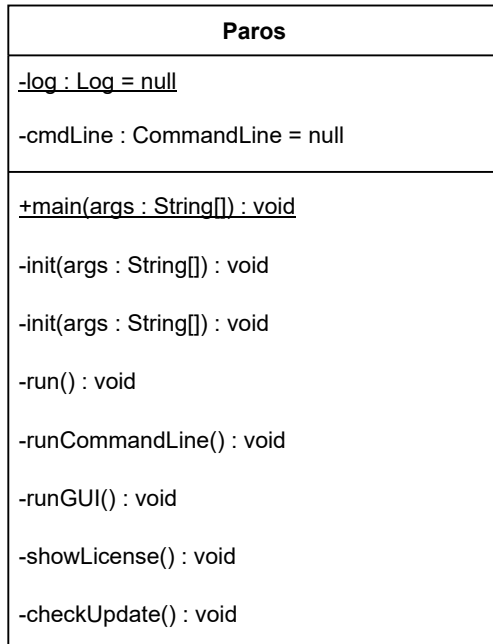 Paros
-log : Log = null
-cmdLine : CommandLine = null
+main(args : String[]) : void
-init(args : String[]) : void
-init(args : String[]) : void
-run() : void
-runCommandLine() : void
-runGUI() : void
-showLicense() : void
-checkUpdate() : void